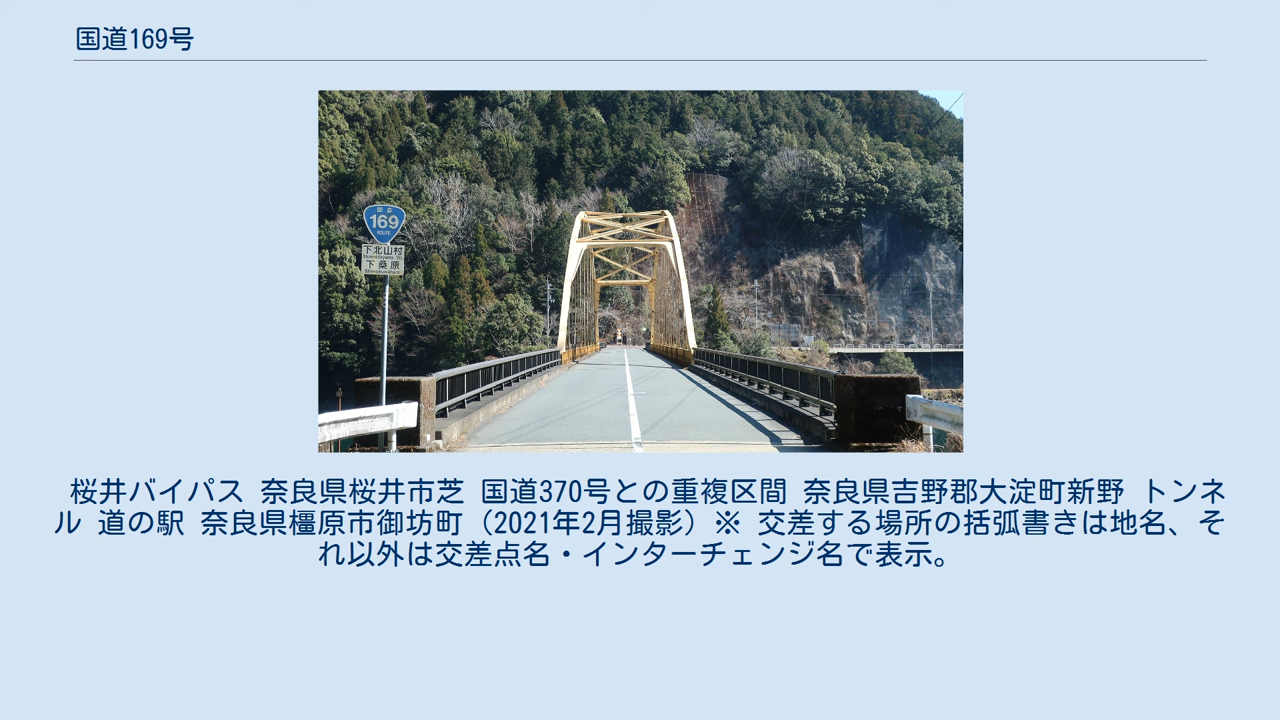 国道169号
国道
169
ROUTE
下北山村
下桑原
桜井バイパス 奈良県桜井市芝 国道370号との重複区間 奈良県吉野郡大淀町新野 トンネ
ル 道の駅 奈良県橿原市御坊町（2021年2月撮影）※ 交差する場所の括弧書きは地名、そ
れ以外は交差点名・インターチェンジ名で表示。